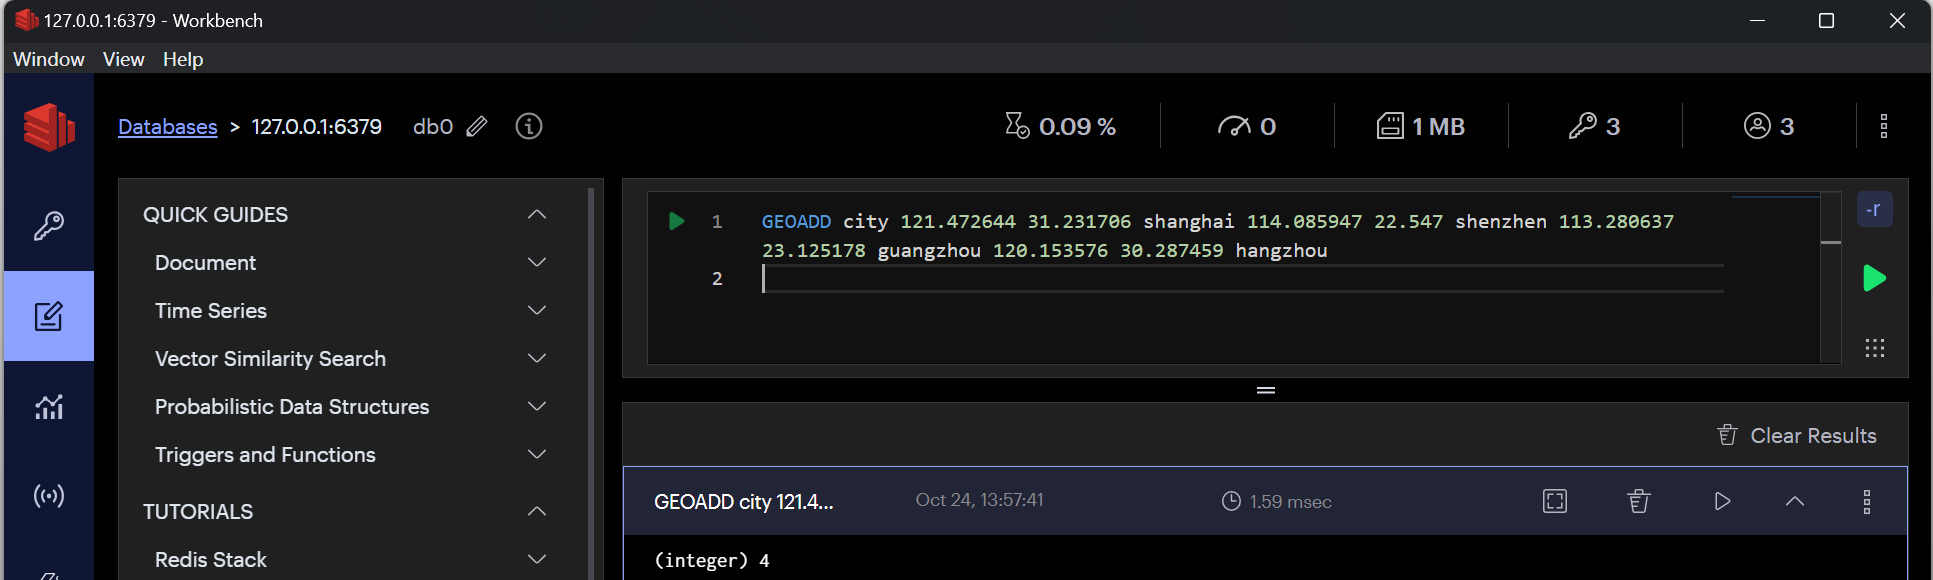 127.0.0.1:6379 - Workbench
Window View Help
Databases > 127.0.0.1:6379 db0
0.09 % 0 1 MB 3 3
QUICK GUIDES
Document
Time Series
Vector Similarity Search
Probabilistic Data Structures
Triggers and Functions
TUTORIALS
Redis Stack
1 GEOADD city 121.472644 31.231706 shanghai 114.085947 22.547 shenzhen 113.280637
23.125178 guangzhou 120.153576 30.287459 hangzhou
2
-r
Clear Results
GEOADD city 121.4... Oct 24, 13:57:41 1.59 msec
(integer) 4